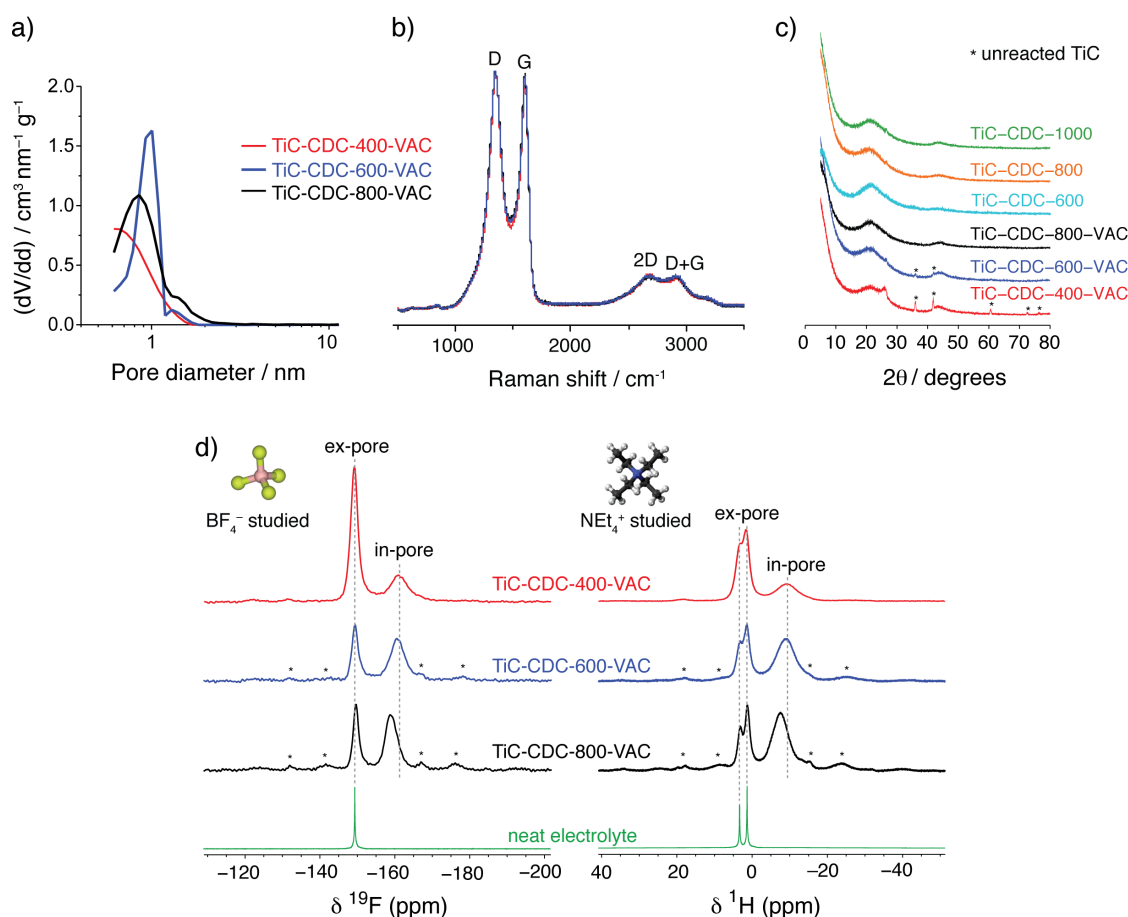 a)
(dV/dd) / cm³ nm⁻¹ g⁻¹
2.0
1.5
1.0
0.5
0.0
TiC-CDC-400-VAC
TiC-CDC-600-VAC
TiC-CDC-800-VAC
1
10
Pore diameter / nm
b)
D
G
2D
D+G
1000
2000
3000
Raman shift / cm⁻¹
c)
* unreacted TiC
TiC–CDC–1000
TiC–CDC–800
TiC–CDC–600
TiC–CDC–800–VAC
* *
TiC–CDC–600–VAC
* * * * *
TiC–CDC–400–VAC
0 10 20 30 40 50 60 70 80
2θ / degrees
d)
BF₄⁻ studied
ex-pore
in-pore
NEt₄⁺ studied
ex-pore
in-pore
TiC-CDC-400-VAC
* * * *
TiC-CDC-600-VAC
* * * *
* * * *
TiC-CDC-800-VAC
* * * *
neat electrolyte
−120 −140 −160 −180 −200
δ ¹⁹F (ppm)
40 20 0 −20 −40
δ ¹H (ppm)